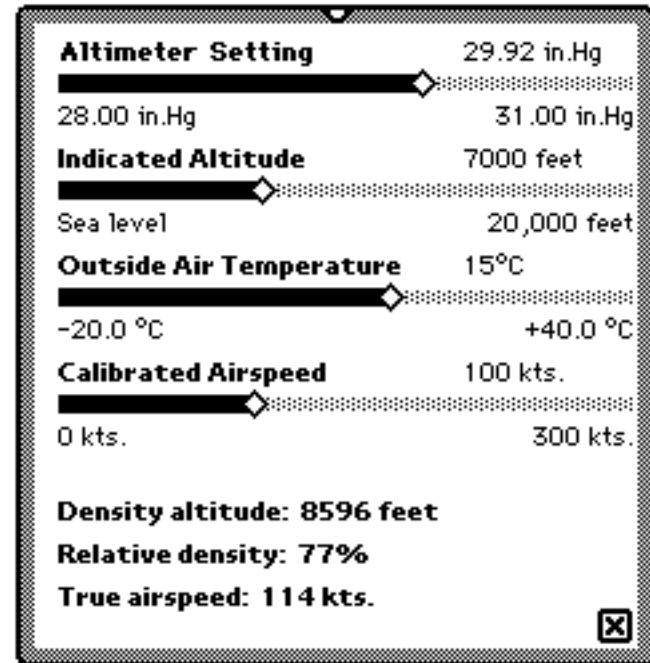 Altimeter Setting 29.92 in.Hg
28.00 in.Hg 31.00 in.Hg
Indicated Altitude 7000 feet
Sea level 20,000 feet
Outside Air Temperature 15°C
-20.0 °C +40.0 °C
Calibrated Airspeed 100 kts.
0 kts. 300 kts.
Density altitude: 8596 feet
Relative density: 77%
True airspeed: 114 kts.